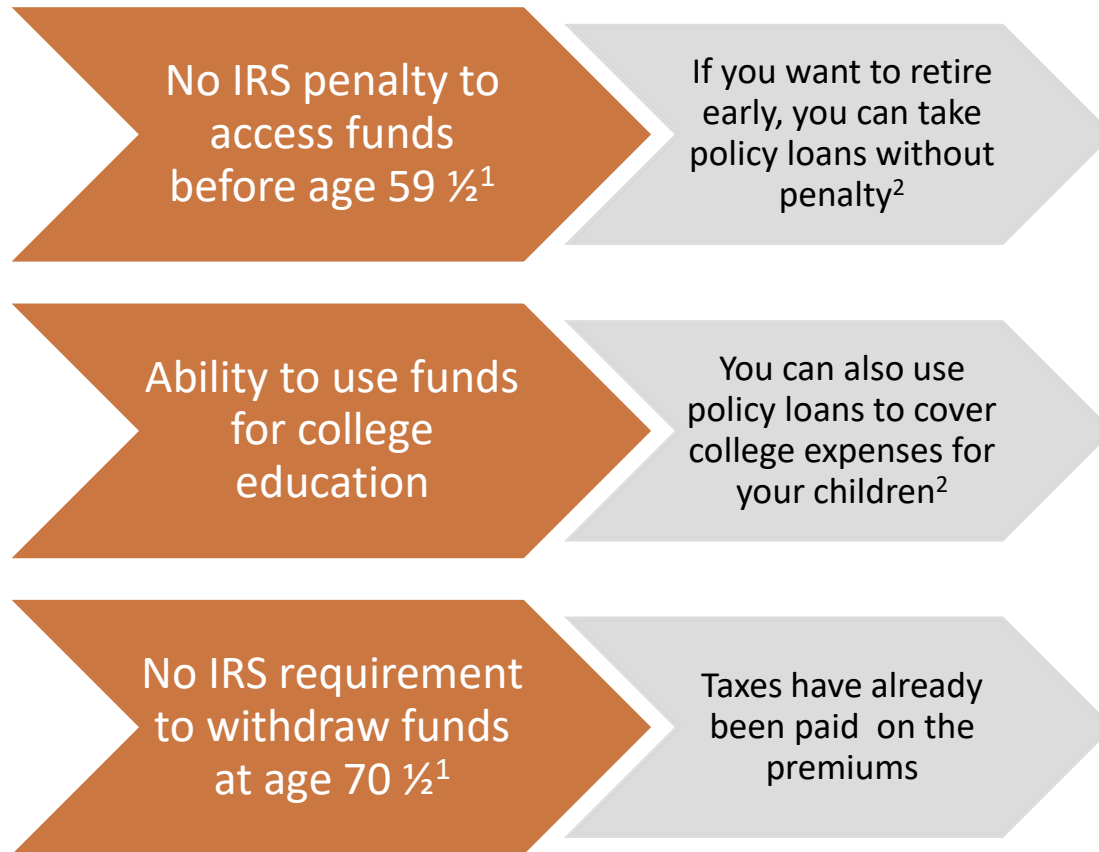 No IRS penalty to
access funds
before age 59 ½¹
If you want to retire
early, you can take
policy loans without
penalty²
Ability to use funds
for college
education
You can also use
policy loans to cover
college expenses for
your children²
No IRS requirement
to withdraw funds
at age 70 ½¹
Taxes have already
been paid  on the
premiums